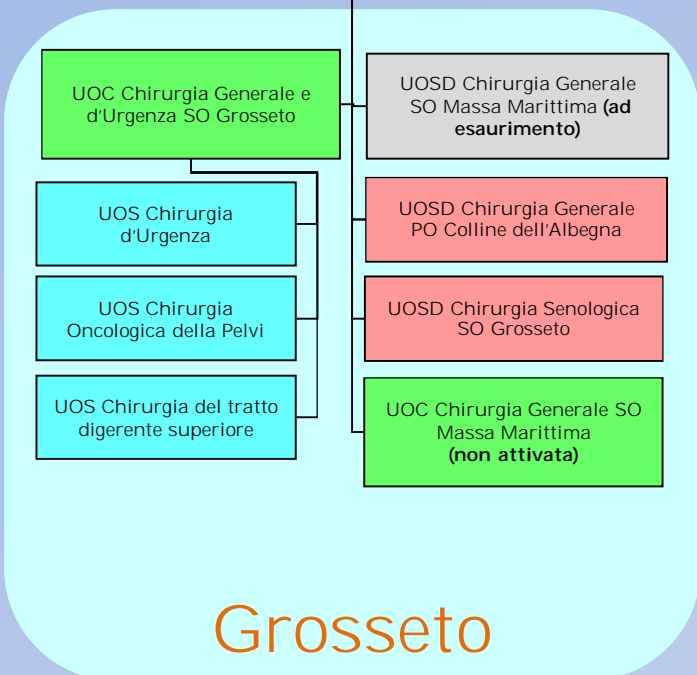 UOC Chirurgia Generale e
d'Urgenza SO Grosseto
UOS Chirurgia
d'Urgenza
UOS Chirurgia
Oncologica della Pelvi
UOS Chirurgia del tratto
digerente superiore
UOSD Chirurgia Generale
SO Massa Marittima (ad
esaurimento)
UOSD Chirurgia Generale
PO Colline dell'Albegna
UOSD Chirurgia Senologica
SO Grosseto
UOC Chirurgia Generale SO
Massa Marittima
(non attivata)
Grosseto